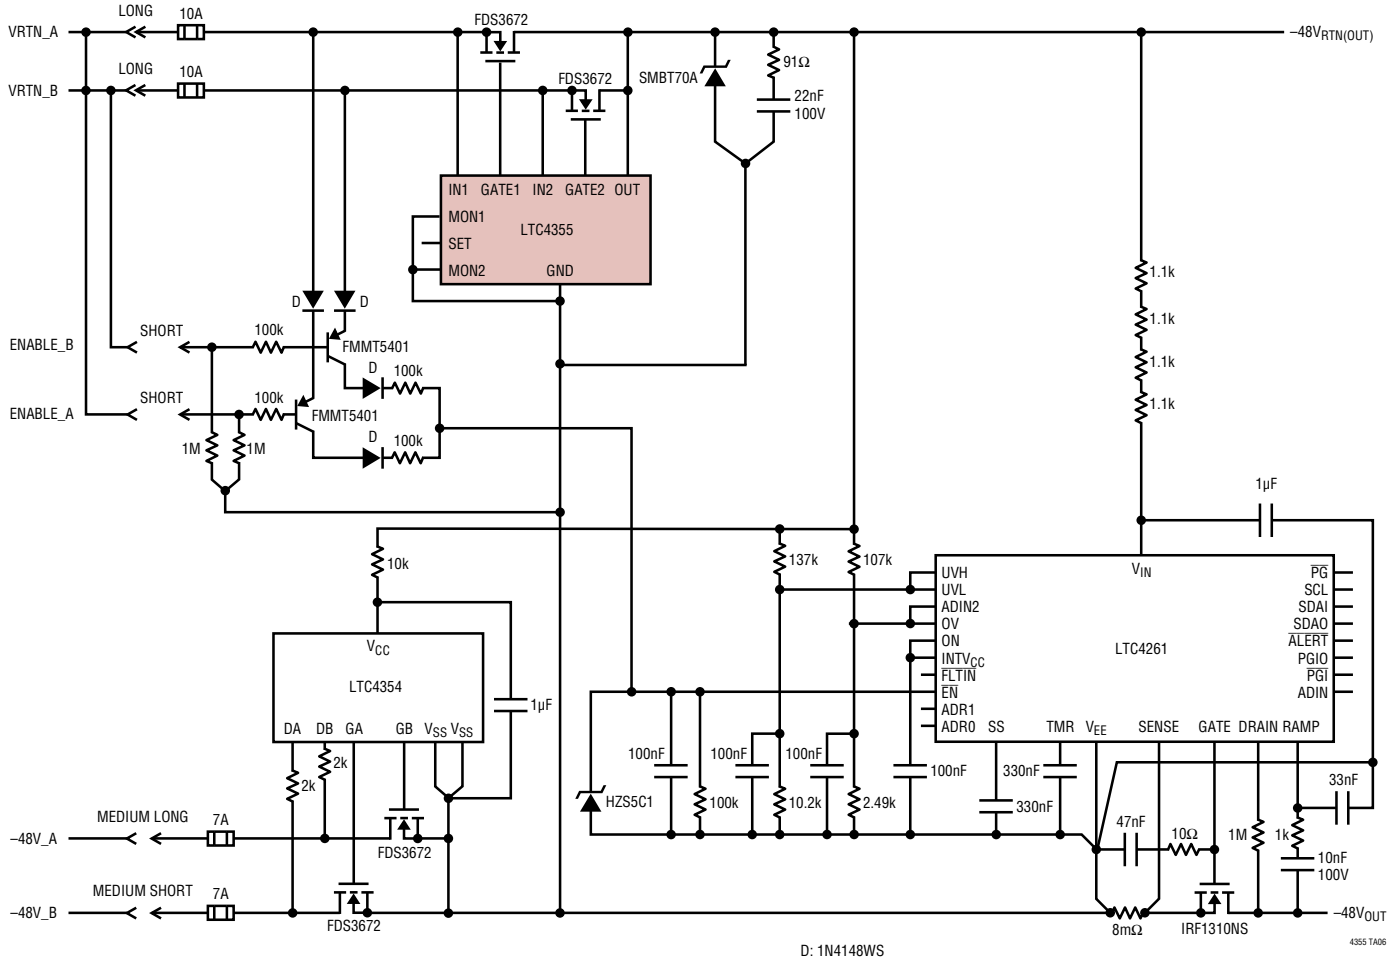 LONG
10A
FDS3672
VRTN_A
–48VRTN(OUT)
LONG
10A
FDS3672
VRTN_B
SMBT70A
91Ω
22nF
100V
IN1 GATE1 IN2 GATE2 OUT
MON1
LTC4355
SET
MON2 GND
D D
1.1k
1.1k
1.1k
1.1k
SHORT
100k
ENABLE_B
FMMT5401
D
100k
SHORT
100k
ENABLE_A
FMMT5401
D
100k
1M 1M
1µF
10k
137k
107k
VCC
LTC4354
1µF
DA DB GA GB VSS VSS
2k
2k
VIN
UVH
UVL
ADIN2
OV
ON
INTVCC
FLTIN
EN
ADR1
ADR0
LTC4261
PG
SCL
SDAI
SDAO
ALERT
PGIO
PGI
ADIN
SS TMR VEE SENSE GATE DRAIN RAMP
100nF
100nF
100nF
100nF
330nF
330nF
33nF
HZS5C1
100k
10.2k
2.49k
47nF
10Ω
1M
1k
10nF
100V
MEDIUM LONG
7A
–48V_A
FDS3672
MEDIUM SHORT
7A
–48V_B
FDS3672
8mΩ
IRF1310NS
–48VOUT
4355 TA06
D: 1N4148WS